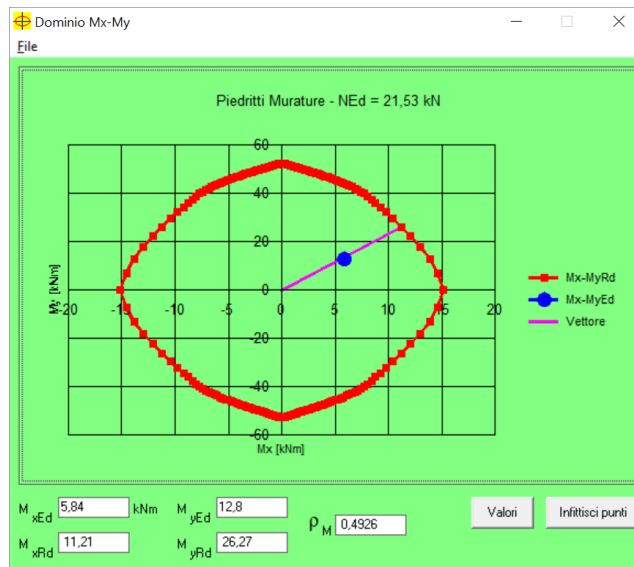 Dominio Mx-My
File
Piedritti Murature - NEd = 21,53 kN
60
40
20
0
-20
-40
-60
-20 -15 -10 -5 0 5 10 15 20
My [kNm]
Mx [kNm]
Mx-MyRd
Mx-MyEd
Vettore
M xEd 5,84 kNm M yEd 12,8
ρ M 0,4926
M xRd 11,21 M yRd 26,27
Valori Infittisci punti